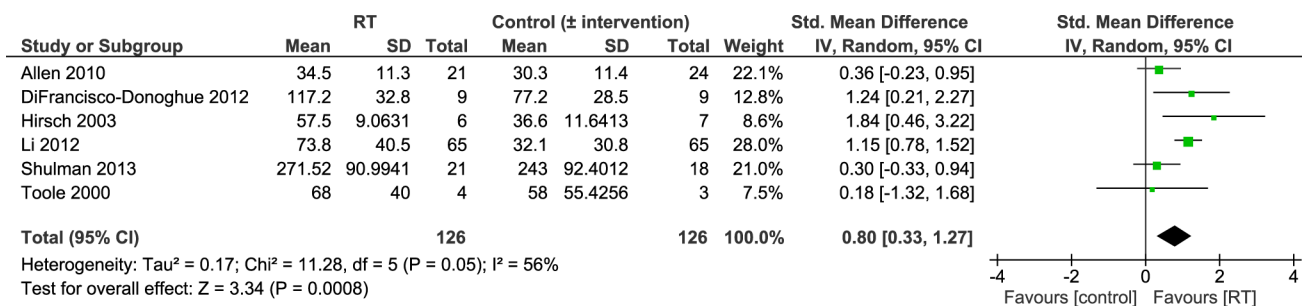 RT Control (± intervention) Std. Mean Difference Std. Mean Difference
Study or Subgroup Mean SD Total Mean SD Total Weight IV, Random, 95% CI IV, Random, 95% CI
Allen 2010 34.5 11.3 21 30.3 11.4 24 22.1% 0.36 [-0.23, 0.95]
DiFrancisco-Donoghue 2012 117.2 32.8 9 77.2 28.5 9 12.8% 1.24 [0.21, 2.27]
Hirsch 2003 57.5 9.0631 6 36.6 11.6413 7 8.6% 1.84 [0.46, 3.22]
Li 2012 73.8 40.5 65 32.1 30.8 65 28.0% 1.15 [0.78, 1.52]
Shulman 2013 271.52 90.9941 21 243 92.4012 18 21.0% 0.30 [-0.33, 0.94]
Toole 2000 68 40 4 58 55.4256 3 7.5% 0.18 [-1.32, 1.68]
Total (95% CI) 126 126 100.0% 0.80 [0.33, 1.27]
Heterogeneity: Tau² = 0.17; Chi² = 11.28, df = 5 (P = 0.05); I² = 56%
Test for overall effect: Z = 3.34 (P = 0.0008)
-4 -2 0 2 4
Favours [control] Favours [RT]